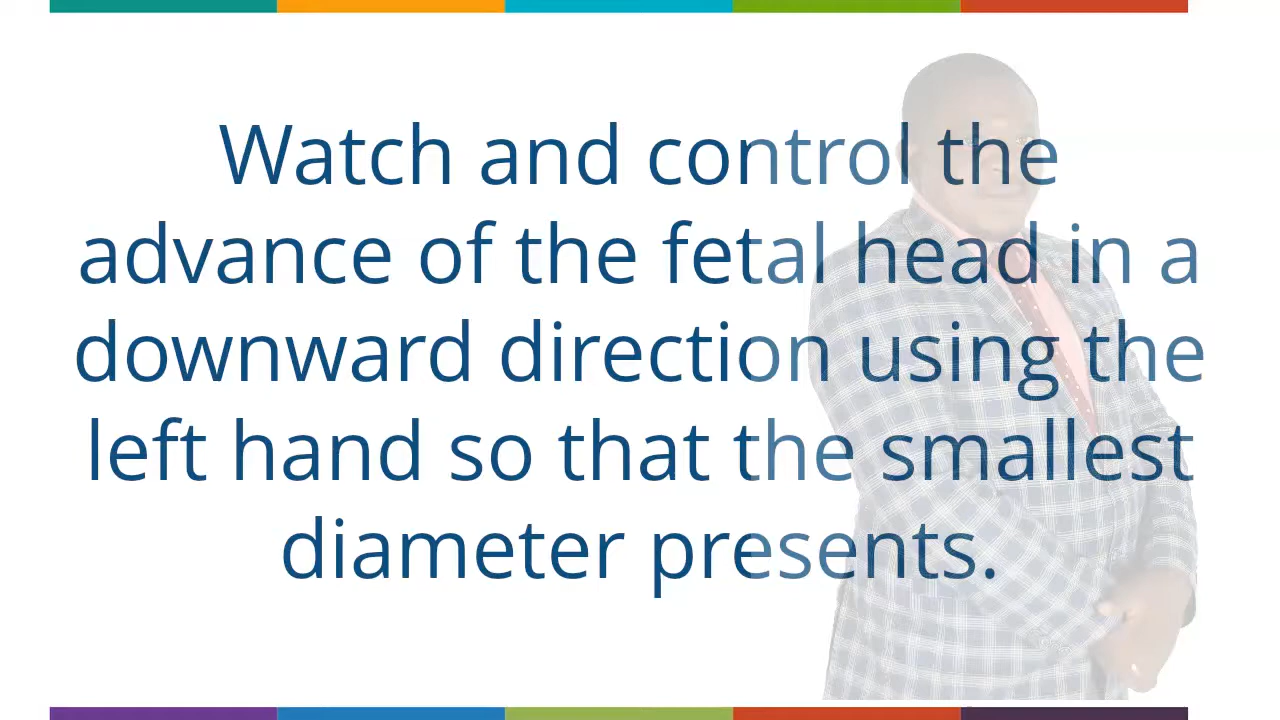 Watch and control the
advance of the fetal head in a
downward direction using the
left hand so that the smallest
diameter presents.